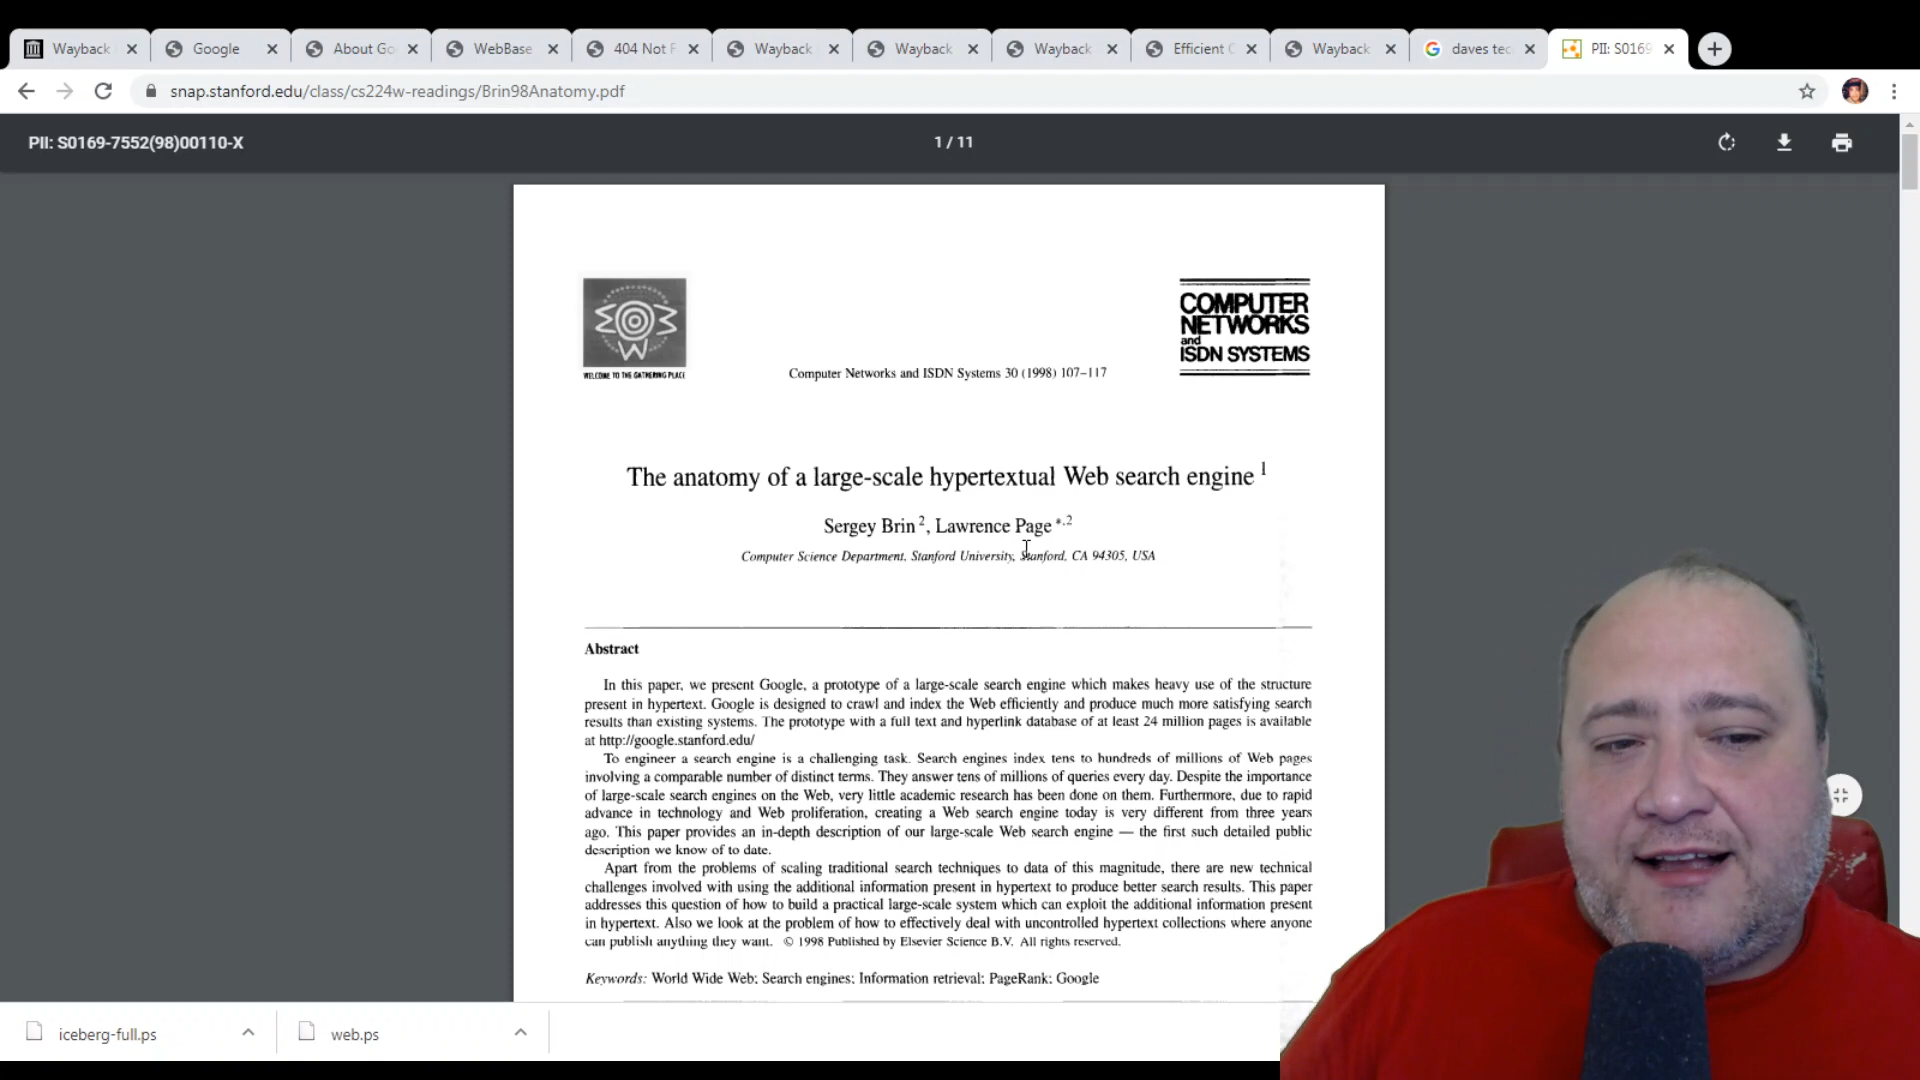 Wayback
Google
About Go
WebBase
404 Not F
Wayback
Wayback
Wayback
Efficient C
Wayback
daves tec
PII: S0169
snap.stanford.edu/class/cs224w-readings/Brin98Anatomy.pdf
PII: S0169-7552(98)00110-X
1 / 11
WELCOME TO THE GATHERING PLACE
COMPUTER
NETWORKS
and
ISDN SYSTEMS
Computer Networks and ISDN Systems 30 (1998) 107–117
The anatomy of a large-scale hypertextual Web search engine 1
Sergey Brin 2, Lawrence Page *,2
Computer Science Department, Stanford University, Stanford, CA 94305, USA
Abstract
In this paper, we present Google, a prototype of a large-scale search engine which makes heavy use of the structure
present in hypertext. Google is designed to crawl and index the Web efficiently and produce much more satisfying search
results than existing systems. The prototype with a full text and hyperlink database of at least 24 million pages is available
at http://google.stanford.edu/
To engineer a search engine is a challenging task. Search engines index tens to hundreds of millions of Web pages
involving a comparable number of distinct terms. They answer tens of millions of queries every day. Despite the importance
of large-scale search engines on the Web, very little academic research has been done on them. Furthermore, due to rapid
advance in technology and Web proliferation, creating a Web search engine today is very different from three years
ago. This paper provides an in-depth description of our large-scale Web search engine — the first such detailed public
description we know of to date.
Apart from the problems of scaling traditional search techniques to data of this magnitude, there are new technical
challenges involved with using the additional information present in hypertext to produce better search results. This paper
addresses this question of how to build a practical large-scale system which can exploit the additional information present
in hypertext. Also we look at the problem of how to effectively deal with uncontrolled hypertext collections where anyone
can publish anything they want. © 1998 Published by Elsevier Science B.V. All rights reserved.
Keywords: World Wide Web; Search engines; Information retrieval; PageRank; Google
iceberg-full.ps
web.ps